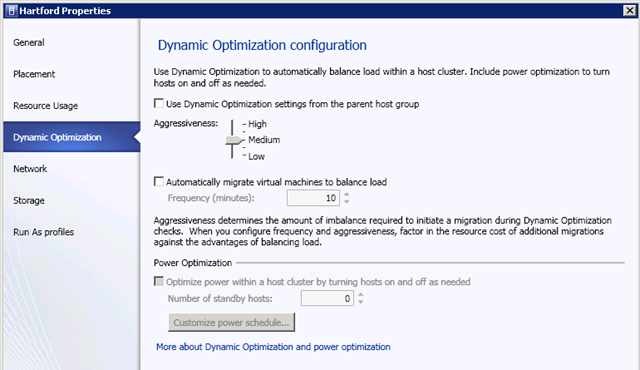 Hartford Properties
General
Placement
Resource Usage
Dynamic Optimization
Network
Storage
Run As profiles
Dynamic Optimization configuration
Use Dynamic Optimization to automatically balance load within a host cluster. Include power optimization to turn
hosts on and off as needed.
Use Dynamic Optimization settings from the parent host group
Aggressiveness:
- High
- Medium
- Low
Automatically migrate virtual machines to balance load
Frequency (minutes): 10
Aggressiveness determines the amount of imbalance required to initiate a migration during Dynamic Optimization
checks. When you configure frequency and aggressiveness, factor in the resource cost of additional migrations
against the advantages of balancing load.
Power Optimization
Optimize power within a host cluster by turning hosts on and off as needed
Number of standby hosts: 0
Customize power schedule...
More about Dynamic Optimization and power optimization